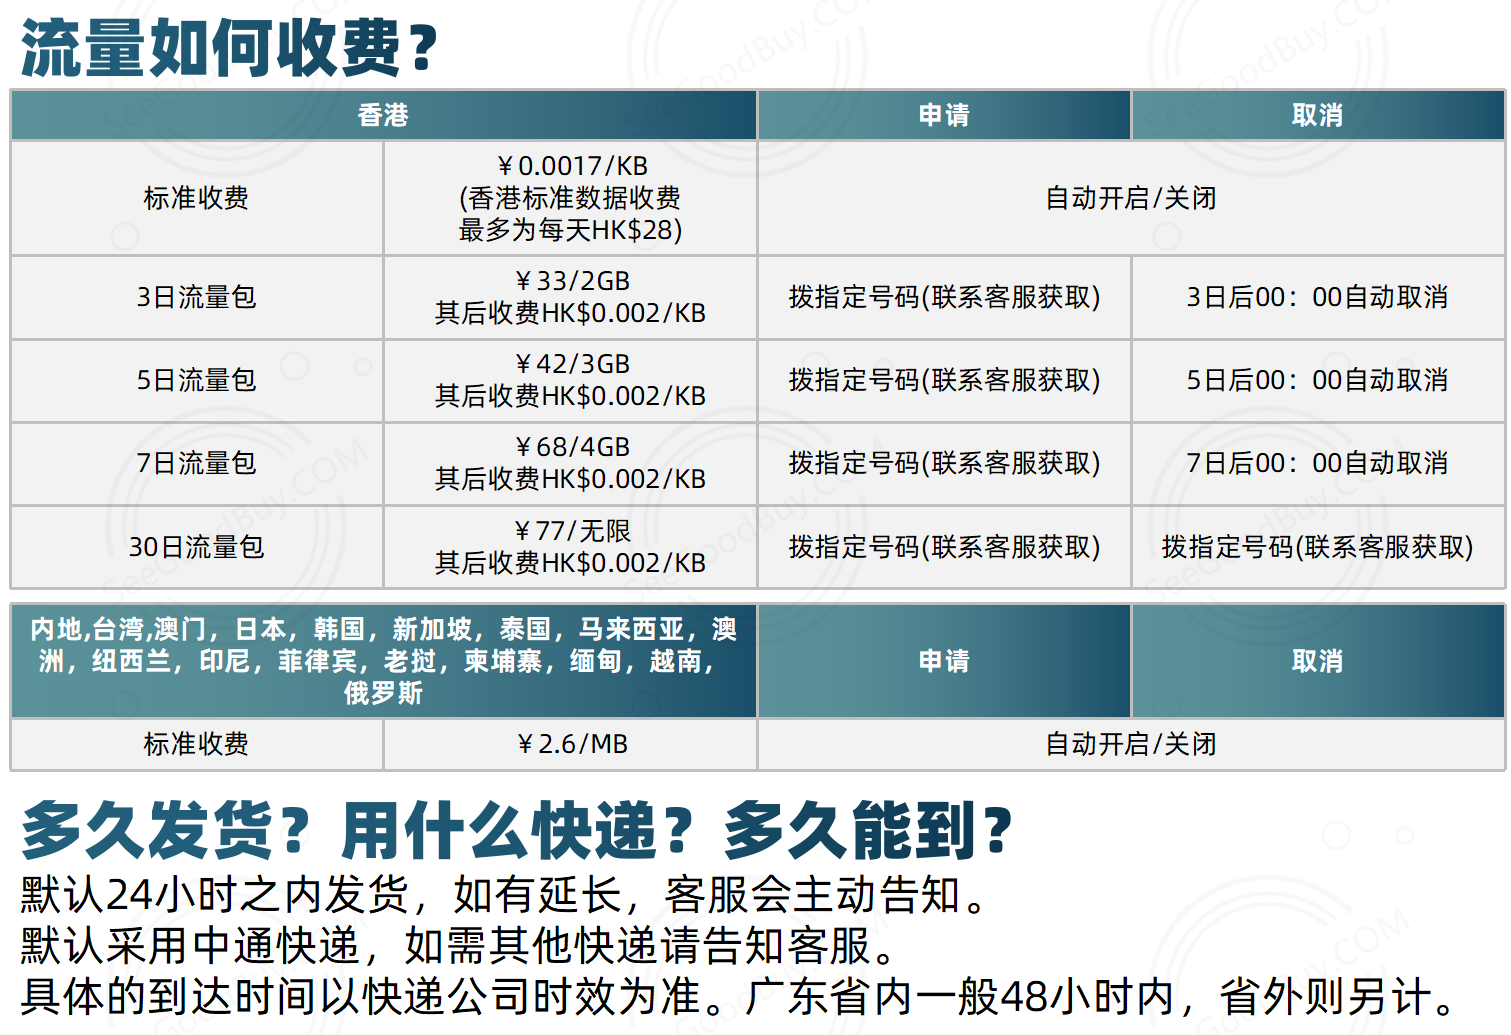 流量如何收费？
香港 申请 取消
标准收费
￥0.0017/KB
(香港标准数据收费
最多为每天HK$28)
自动开启/关闭
3日流量包
￥33/2GB
其后收费HK$0.002/KB
拨指定号码(联系客服获取)
3日后00：00自动取消
5日流量包
￥42/3GB
其后收费HK$0.002/KB
拨指定号码(联系客服获取)
5日后00：00自动取消
7日流量包
￥68/4GB
其后收费HK$0.002/KB
拨指定号码(联系客服获取)
7日后00：00自动取消
30日流量包
￥77/无限
其后收费HK$0.002/KB
拨指定号码(联系客服获取)
拨指定号码(联系客服获取)
内地,台湾,澳门，日本，韩国，新加坡，泰国，马来西亚，澳
洲，纽西兰，印尼，菲律宾，老挝，柬埔寨，缅甸，越南，
俄罗斯
申请
取消
标准收费
￥2.6/MB
自动开启/关闭
多久发货？用什么快递？多久能到？
默认24小时之内发货，如有延长，客服会主动告知。
默认采用中通快递，如需其他快递请告知客服。
具体的到达时间以快递公司时效为准。广东省内一般48小时内，省外则另计。
SeeGoodBuy.COM